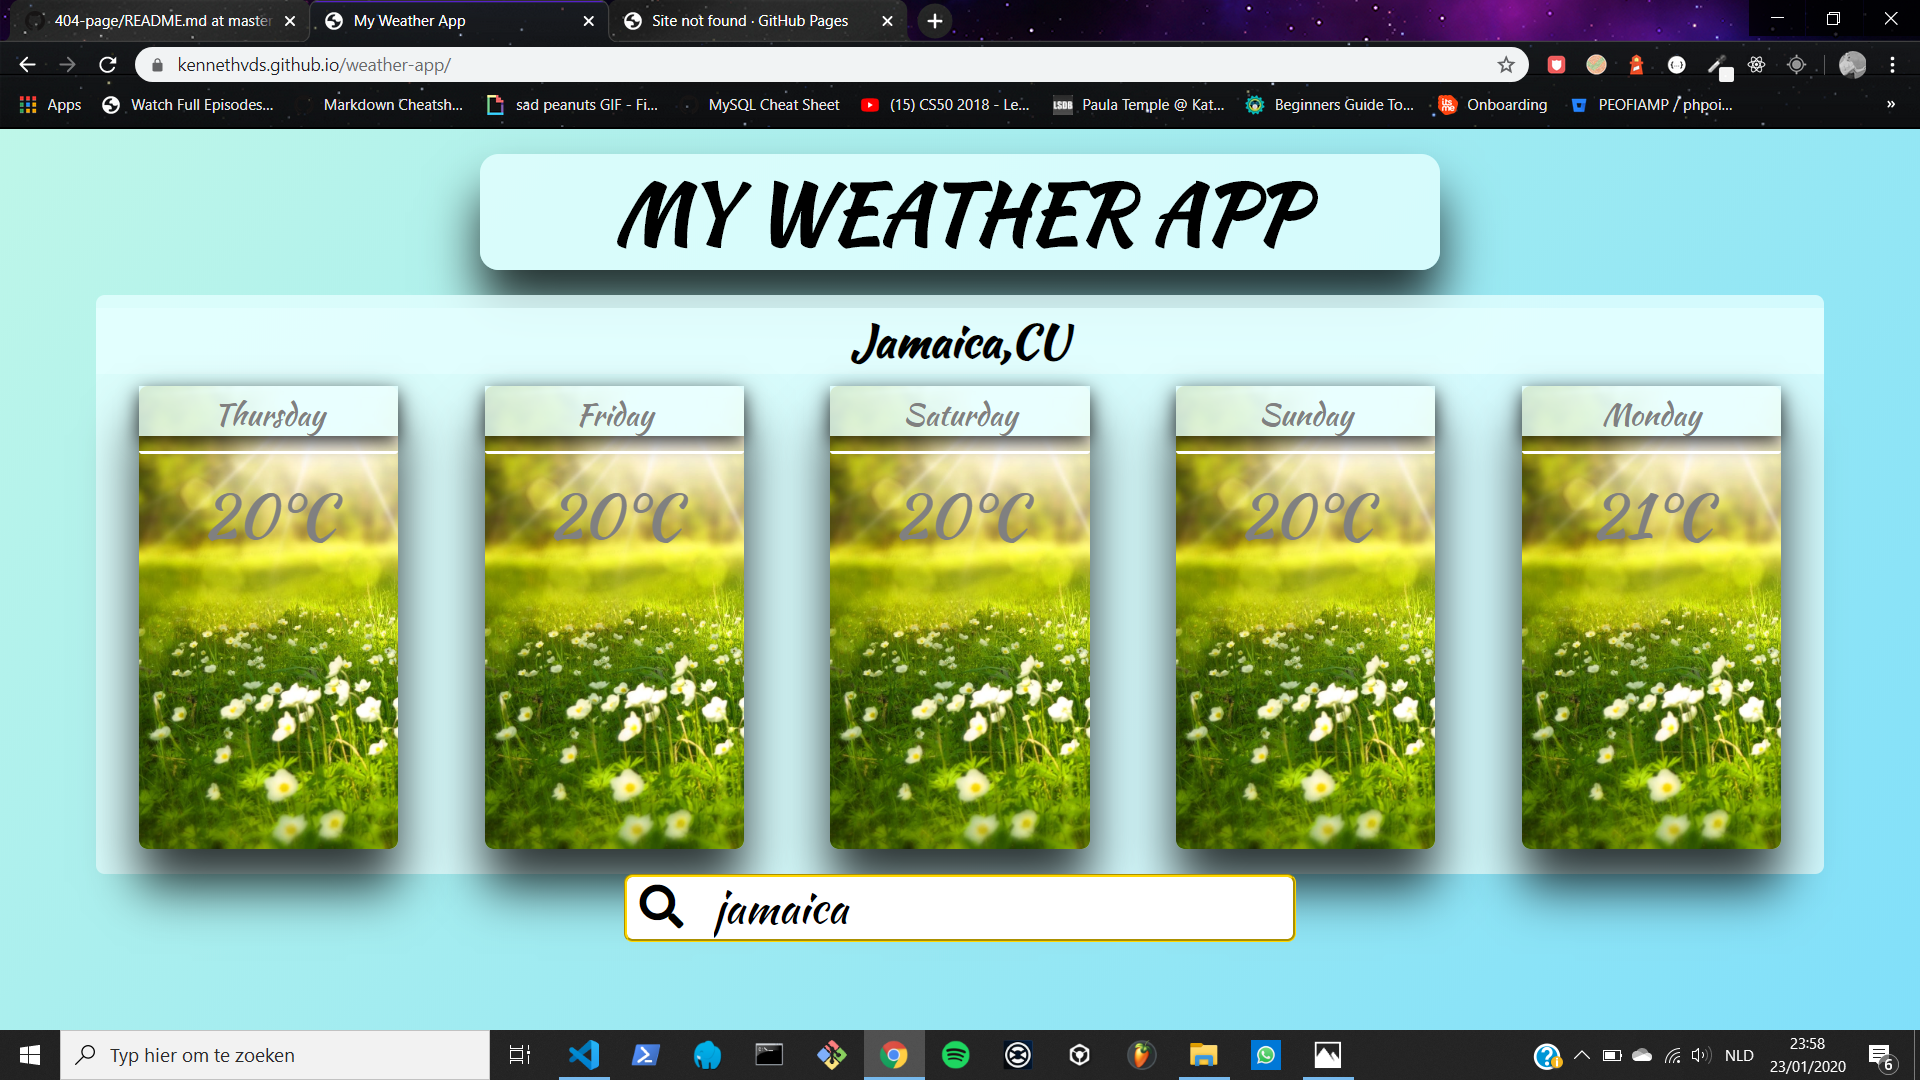 404-page/README.md at master
My Weather App
Site not found · GitHub Pages
kennethvds.github.io/weather-app/
Apps
Watch Full Episodes...
Markdown Cheatsh...
sad peanuts GIF - Fi...
MySQL Cheat Sheet
(15) CS50 2018 - Le...
LSDB
Paula Temple @ Kat...
Beginners Guide To...
Onboarding
PEOFIAMP / phpoi...
»
MY WEATHER APP
Jamaica,CU
Thursday
Friday
Saturday
Sunday
Monday
20°C
20°C
20°C
20°C
21°C
jamaica
Typ hier om te zoeken
NLD
23:58
23/01/2020
6